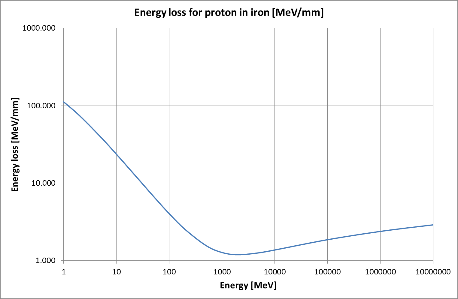 Energy loss for proton in iron [MeV/mm]
1000.000
100.000
10.000
1.000
Energy loss [MeV/mm]
1 10 100 1000 10000 100000 1000000 10000000
Energy [MeV]